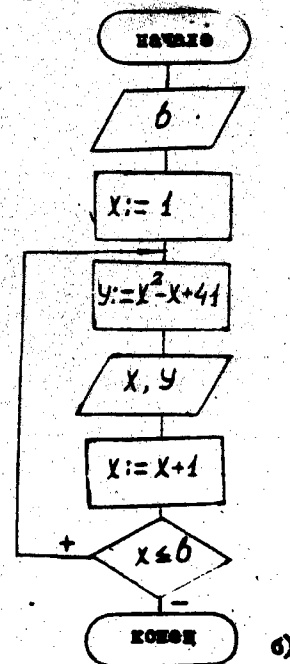 начало
в
X:= 1
y:=x²-x+41
X, y
X:= X+1
+
x ≤ в
-
конец
б)